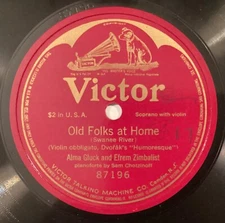 Victor
$2 in U.S.A.
Soprano with violin
Old Folks at Home
(Swanee River)
(Violin obbligato, Dvořák's "Humoresque")
Alma Gluck and Efrem Zimbalist
pianoforte by Sam Chotzinoff
87196
VICTOR TALKING MACHINE CO. Camden, N.J.